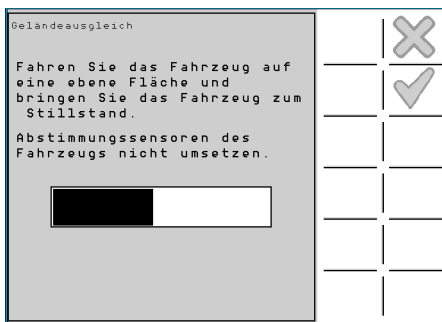 Geländeausgleich
Fahren Sie das Fahrzeug auf
eine ebene Fläche und
bringen Sie das Fahrzeug zum
Stillstand.
Abstimmungssensoren des
Fahrzeugs nicht umsetzen.